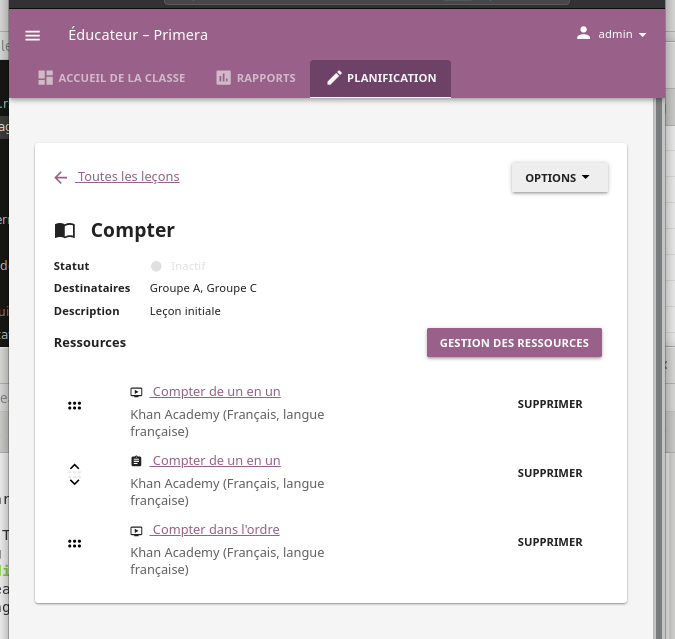 Éducateur – Primera
admin
ACCUEIL DE LA CLASSE
RAPPORTS
PLANIFICATION
Toutes les leçons
OPTIONS
Compter
Statut Inactif
Destinataires Groupe A, Groupe C
Description Leçon initiale
Ressources
GESTION DES RESSOURCES
Compter de un en un
Khan Academy (Français, langue
française)
SUPPRIMER
Compter de un en un
Khan Academy (Français, langue
française)
SUPPRIMER
Compter dans l'ordre
Khan Academy (Français, langue
française)
SUPPRIMER